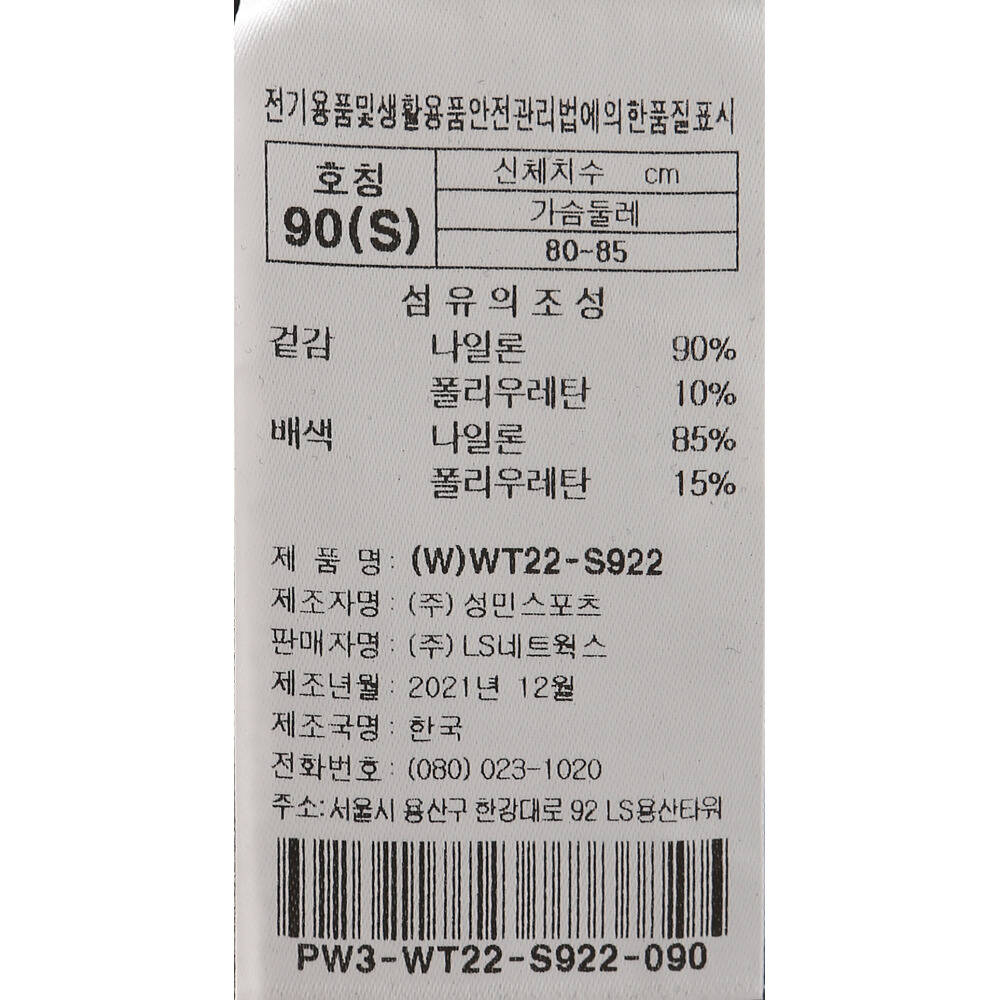 전기용품및생활용품안전관리법에의한품질표시
호칭 신체치수 cm
90(S) 가슴둘레
80~85
섬유의조성
겉감 나일론 90%
폴리우레탄 10%
배색 나일론 85%
폴리우레탄 15%
제 품 명 : (W)WT22-S922
제조자명 : (주) 성민스포츠
판매자명 : (주) LS네트웍스
제조년월 : 2021년 12월
제조국명 : 한국
전화번호 : (080) 023-1020
주소: 서울시 용산구 한강대로 92 LS용산타워
PW3-WT22-S922-090